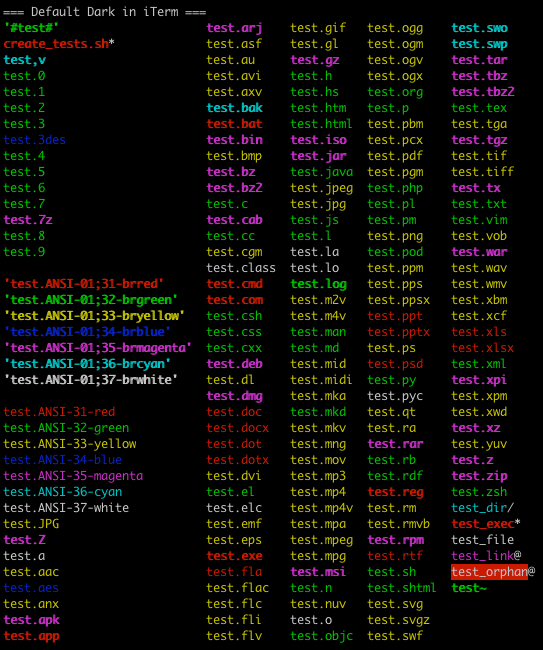 === Default Dark in iTerm ===
'#test#' test.arj test.gif test.ogg test.swo
create_tests.sh* test.asf test.gl test.ogm test.swp
test,v test.au test.gz test.ogv test.tar
test.0 test.avi test.h test.ogx test.tbz
test.1 test.axv test.hs test.org test.tbz2
test.2 test.bak test.htm test.p test.tex
test.3 test.bat test.html test.pbm test.tga
test.3des test.bin test.iso test.pcx test.tgz
test.4 test.bmp test.jar test.pdf test.tif
test.5 test.bz test.java test.pgm test.tiff
test.6 test.bz2 test.jpeg test.php test.tx
test.7 test.c test.jpg test.pl test.txt
test.7z test.cab test.js test.pm test.vim
test.8 test.cc test.l test.png test.vob
test.9 test.cgm test.la test.pod test.war
test.class test.lo test.ppm test.wav
'test.ANSI-01;31-brred' test.cmd test.log test.pps test.wmv
'test.ANSI-01;32-brgreen' test.com test.m2v test.ppsx test.xbm
'test.ANSI-01;33-bryellow' test.csh test.m4v test.ppt test.xcf
'test.ANSI-01;34-brblue' test.css test.man test.pptx test.xls
'test.ANSI-01;35-brmagenta' test.cxx test.md test.ps test.xlsx
'test.ANSI-01;36-brcyan' test.deb test.mid test.psd test.xml
'test.ANSI-01;37-brwhite' test.dl test.midi test.py test.xpi
test.dmg test.mka test.pyc test.xpm
test.ANSI-31-red test.doc test.mkd test.qt test.xwd
test.ANSI-32-green test.docx test.mkv test.ra test.xz
test.ANSI-33-yellow test.dot test.mng test.rar test.yuv
test.ANSI-34-blue test.dotx test.mov test.rb test.z
test.ANSI-35-magenta test.dvi test.mp3 test.rdf test.zip
test.ANSI-36-cyan test.el test.mp4 test.reg test.zsh
test.ANSI-37-white test.elc test.mp4v test.rm test_dir/
test.JPG test.emf test.mpa test.rmvb test_exec*
test.Z test.eps test.mpeg test.rpm test_file
test.a test.exe test.mpg test.rtf test_link@
test.aac test.fla test.msi test.sh test_orphan@
test.aes test.flac test.n test.shtml test~
test.anx test.flc test.nuv test.svg
test.apk test.fli test.o test.svgz
test.app test.flv test.objc test.swf